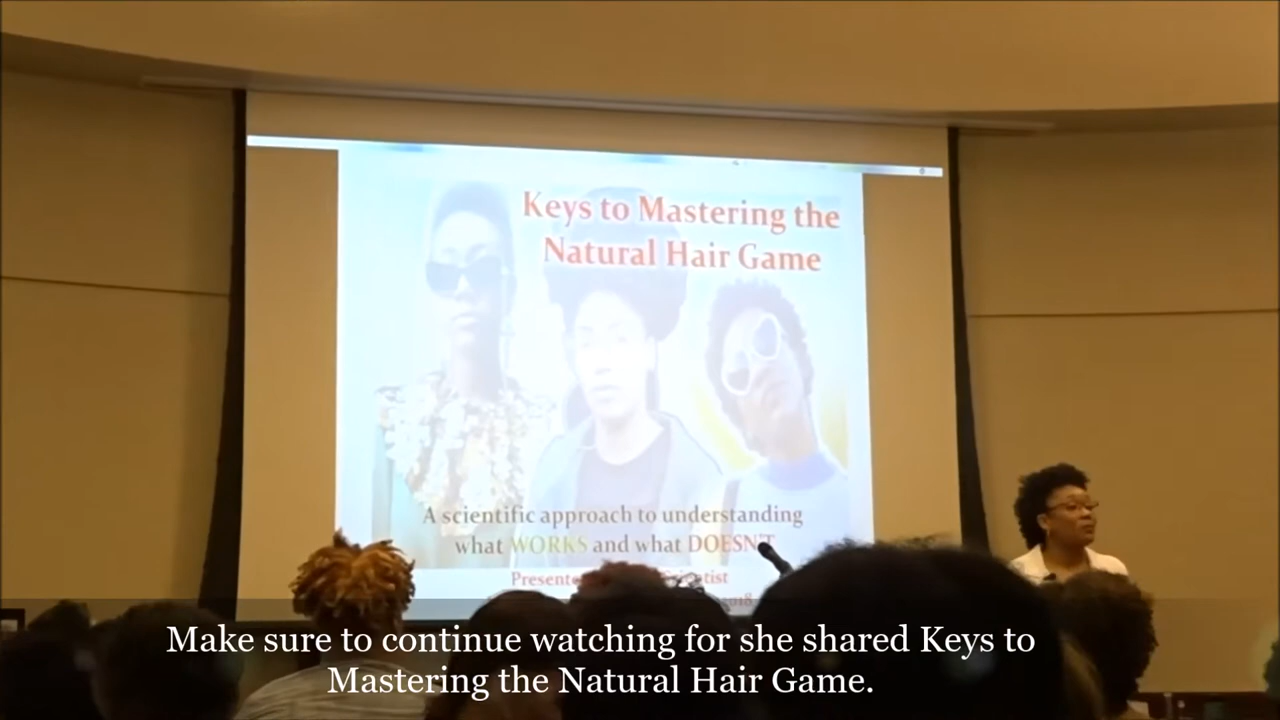 Keys to Mastering the
Natural Hair Game
A scientific approach to understanding
what WORKS and what DOESN'T
2018
Make sure to continue watching for she shared Keys to
Mastering the Natural Hair Game.